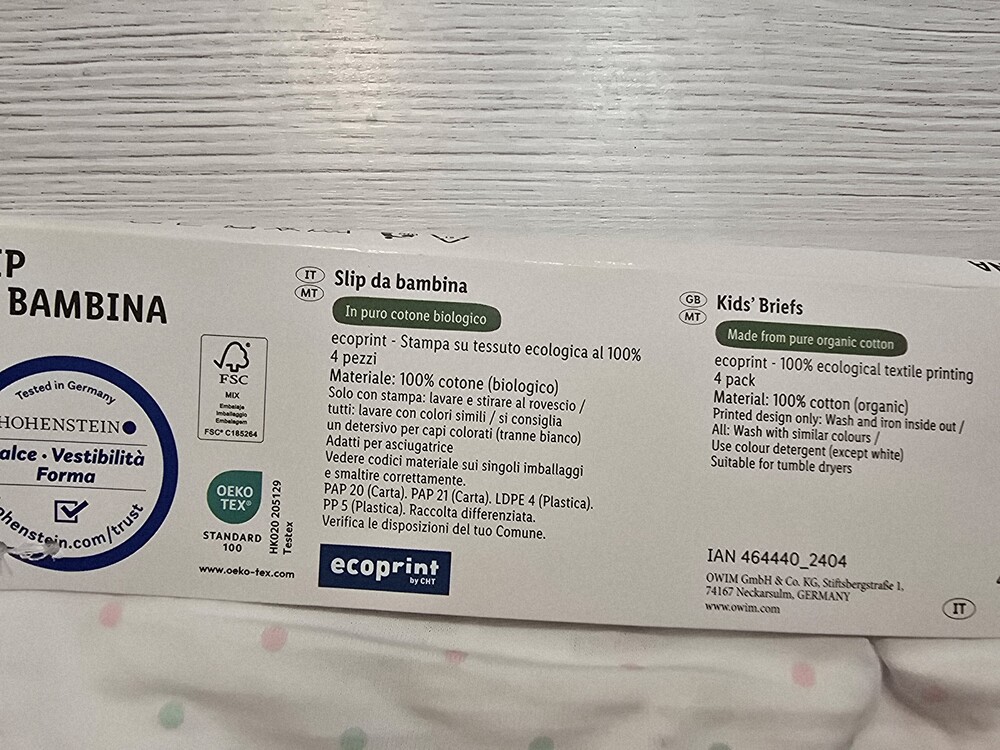 BAMBINA
Tested in Germany
HOHENSTEIN
Vestibilità
Forma
FSC
MIX
Embalaje
Imballaggio
Embalagem
FSC® C185264
OEKO
TEX®
STANDARD
100
HK020 205129
Testex
www.oeko-tex.com
IT
MT
Slip da bambina
In puro cotone biologico
ecoprint - Stampa su tessuto ecologica al 100%
4 pezzi
Materiale: 100% cotone (biologico)
Solo con stampa: lavare e stirare al rovescio /
tutti: lavare con colori simili / si consiglia
un detersivo per capi colorati (tranne bianco)
Adatti per asciugatrice
Vedere codici materiale sui singoli imballaggi
e smaltire correttamente.
PAP 20 (Carta). PAP 21 (Carta). LDPE 4 (Plastica).
PP 5 (Plastica). Raccolta differenziata.
Verifica le disposizioni del tuo Comune.
ecoprint
by CHT
GB
MT
Kids' Briefs
Made from pure organic cotton
ecoprint - 100% ecological textile printing
4 pack
Material: 100% cotton (organic)
Printed design only: Wash and iron inside out /
All: Wash with similar colours /
Use colour detergent (except white)
Suitable for tumble dryers
IAN 464440_2404
OWIM GmbH & Co. KG, Stiftsbergstraße 1,
74167 Neckarsulm, GERMANY
www.owim.com
IT